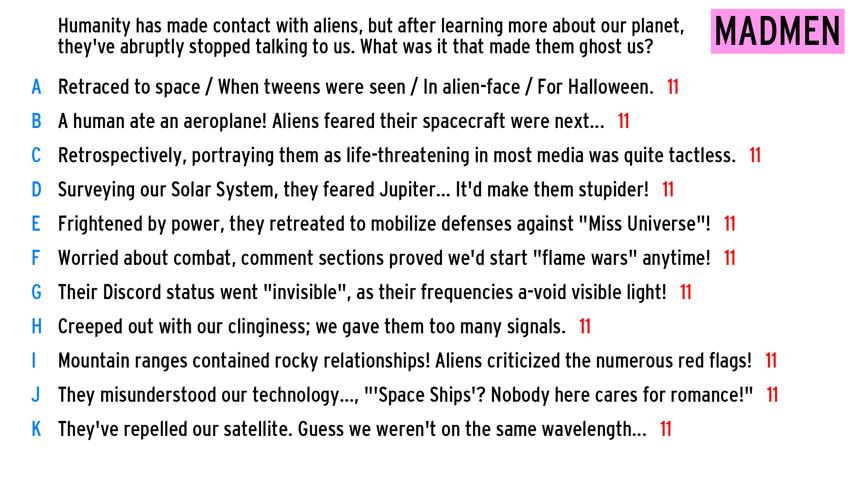 Humanity has made contact with aliens, but after learning more about our planet,
they've abruptly stopped talking to us. What was it that made them ghost us?
MADMEN
A Retraced to space / When tweens were seen / In alien-face / For Halloween. 11
B A human ate an aeroplane! Aliens feared their spacecraft were next... 11
C Retrospectively, portraying them as life-threatening in most media was quite tactless. 11
D Surveying our Solar System, they feared Jupiter... It'd make them stupider! 11
E Frightened by power, they retreated to mobilize defenses against "Miss Universe"! 11
F Worried about combat, comment sections proved we'd start "flame wars" anytime! 11
G Their Discord status went "invisible", as their frequencies a-void visible light! 11
H Creeped out with our clinginess; we gave them too many signals. 11
I Mountain ranges contained rocky relationships! Aliens criticized the numerous red flags! 11
J They misunderstood our technology..., "'Space Ships'? Nobody here cares for romance!" 11
K They've repelled our satellite. Guess we weren't on the same wavelength... 11